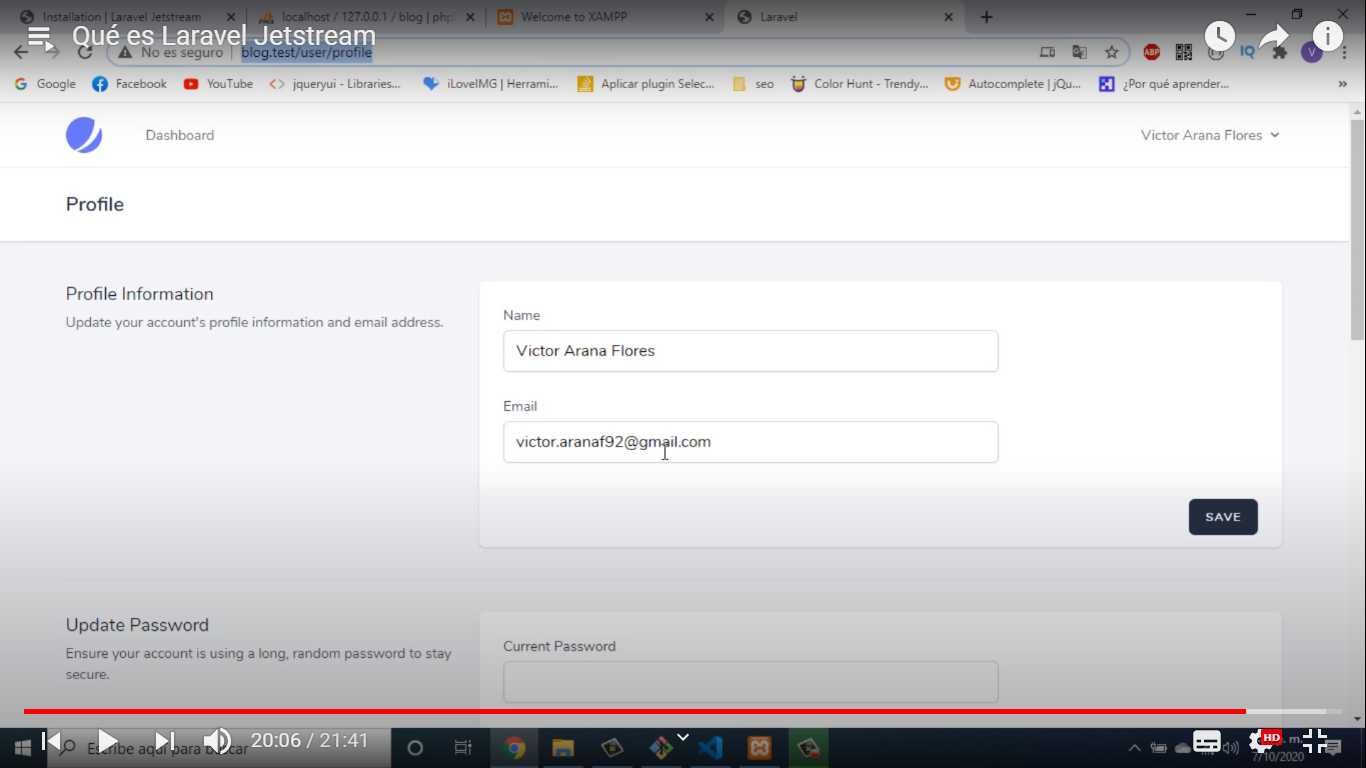 Installation | Laravel Jetstream
localhost / 127.0.0.1 / blog | php
Welcome to XAMPP
Laravel
Qué es Laravel Jetstream
No es seguro
blog.test/user/profile
ABP
IQ
V
Google
Facebook
YouTube
jqueryui - Libraries...
iLoveIMG | Herrami...
Aplicar plugin Selec...
seo
Color Hunt - Trendy...
Autocomplete | jQu...
¿Por qué aprender...
»
Dashboard
Victor Arana Flores
Profile
Profile Information
Update your account's profile information and email address.
Name
Victor Arana Flores
Email
victor.aranaf92@gmail.com
SAVE
Update Password
Ensure your account is using a long, random password to stay
secure.
Current Password
Escribe aquí para buscar
20:06 / 21:41
HD
7/10/2020